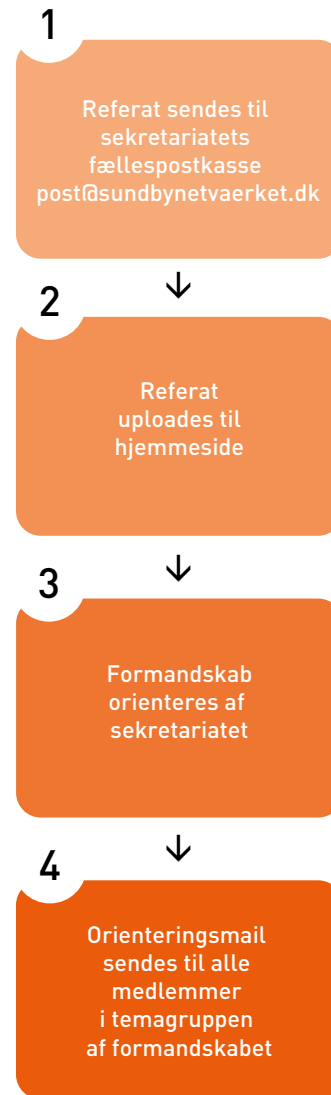 1
Referat sendes til
sekretariatets
fællespostkasse
post@sundbynetvaerket.dk
2
Referat
uploades til
hjemmeside
3
Formandskab
orienteres af
sekretariatet
4
Orienteringsmail
sendes til alle
medlemmer
i temagruppen
af formandskabet